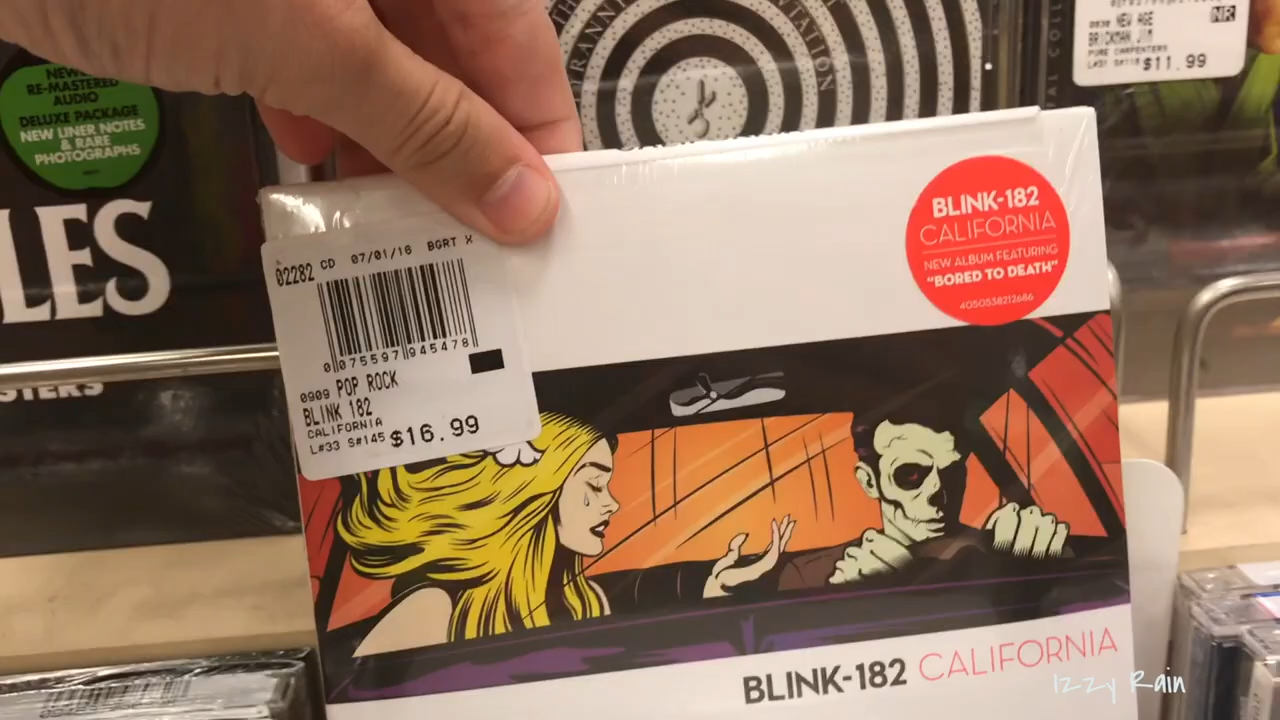 NEW
RE-MASTERED
AUDIO
DELUXE PACKAGE
NEW LINER NOTES
& RARE
PHOTOGRAPHS
LES
STERS
NEW AGE
NR
BRICKMAN JIM
PURE CARPENTERS
$11.99
BLINK-182
CALIFORNIA
NEW ALBUM FEATURING
"BORED TO DEATH"
4050538212686
02282 CD 07/01/16 BGRT X
0 075597 945478
0909 POP ROCK
BLINK 182
CALIFORNIA
L#33 S#145 $16.99
BLINK-182 CALIFORNIA
Izzy Rain